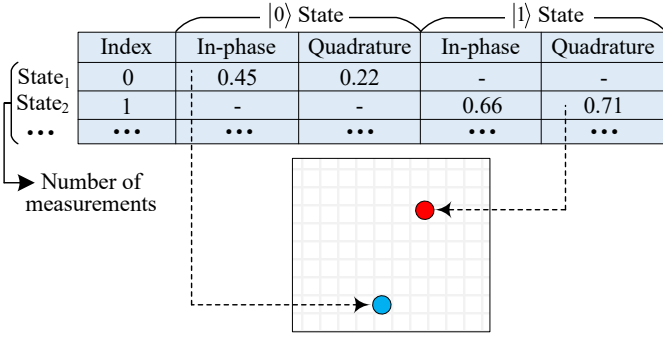 |0⟩ State |1⟩ State
Index In-phase Quadrature In-phase Quadrature
State₁ 0 0.45 0.22 - -
State₂ 1 - - 0.66 0.71
••• ••• ••• ••• ••• •••
Number of
measurements